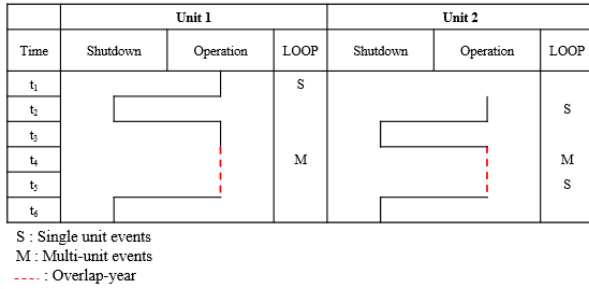 Unit 1 Unit 2
Time Shutdown Operation LOOP Shutdown Operation LOOP
t₁ S
t₂ S
t₃
t₄ M M
t₅ S
t₆
S : Single unit events
M : Multi-unit events
---- : Overlap-year